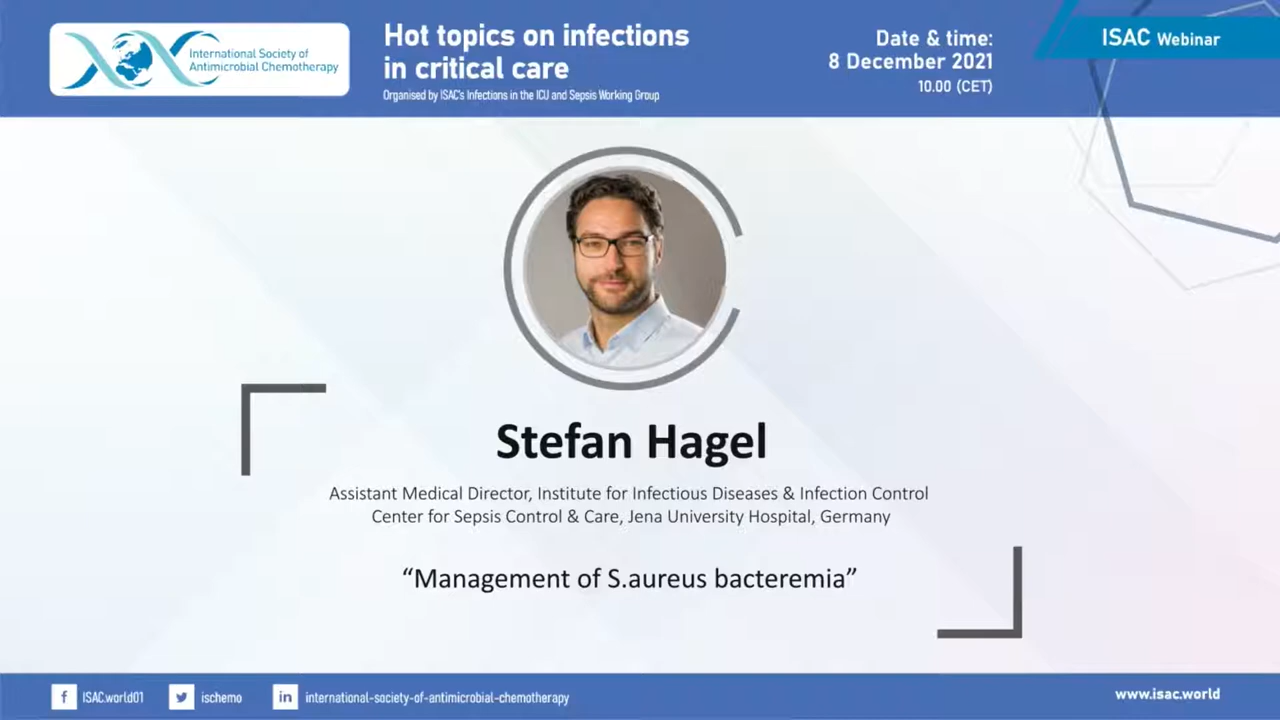 International Society of
Antimicrobial Chemotherapy
Hot topics on infections
in critical care
Organised by ISAC's Infections in the ICU and Sepsis Working Group
Date & time:
8 December 2021
10.00 (CET)
ISAC Webinar
Stefan Hagel
Assistant Medical Director, Institute for Infectious Diseases & Infection Control
Center for Sepsis Control & Care, Jena University Hospital, Germany
“Management of S.aureus bacteremia”
f ISAC.world01
ischemo
in international-society-of-antimicrobial-chemotherapy
www.isac.world